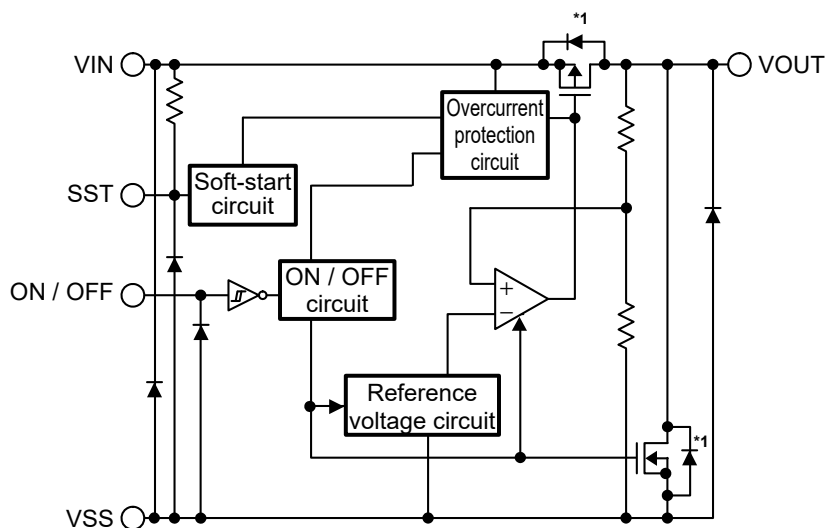 *1
VIN
VOUT
Overcurrent
protection
circuit
SST
Soft-start
circuit
ON / OFF
ON / OFF
circuit
+
−
Reference
voltage circuit
*1
VSS